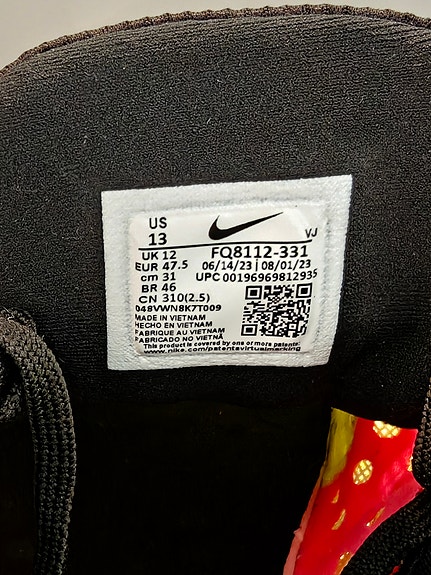 US
13
VJ
UK 12
FQ8112-331
EUR 47.5
06/14/23 | 08/01/23
cm 31
UPC 00196969812935
BR 46
CN 310(2.5)
048VWN8K7T009
MADE IN VIETNAM
HECHO EN VIETNAM
FABRIQUE AU VIETNAM
FABRICADO NO VIETNÃ
This product is covered by one or more patents:
www.nike.com/patentsvirtualmarking